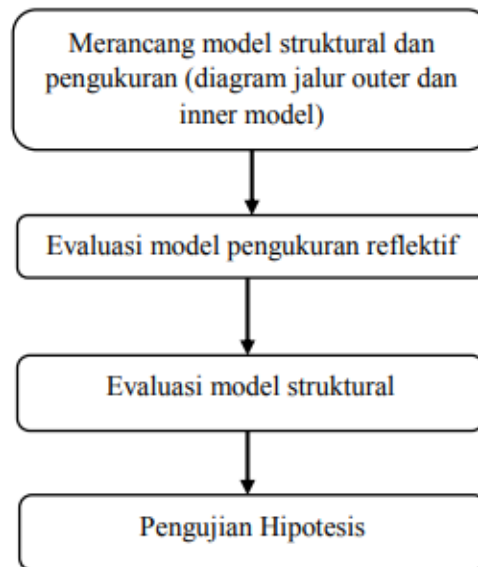 Merancang model struktural dan
pengukuran (diagram jalur outer dan
inner model)
Evaluasi model pengukuran reflektif
Evaluasi model struktural
Pengujian Hipotesis